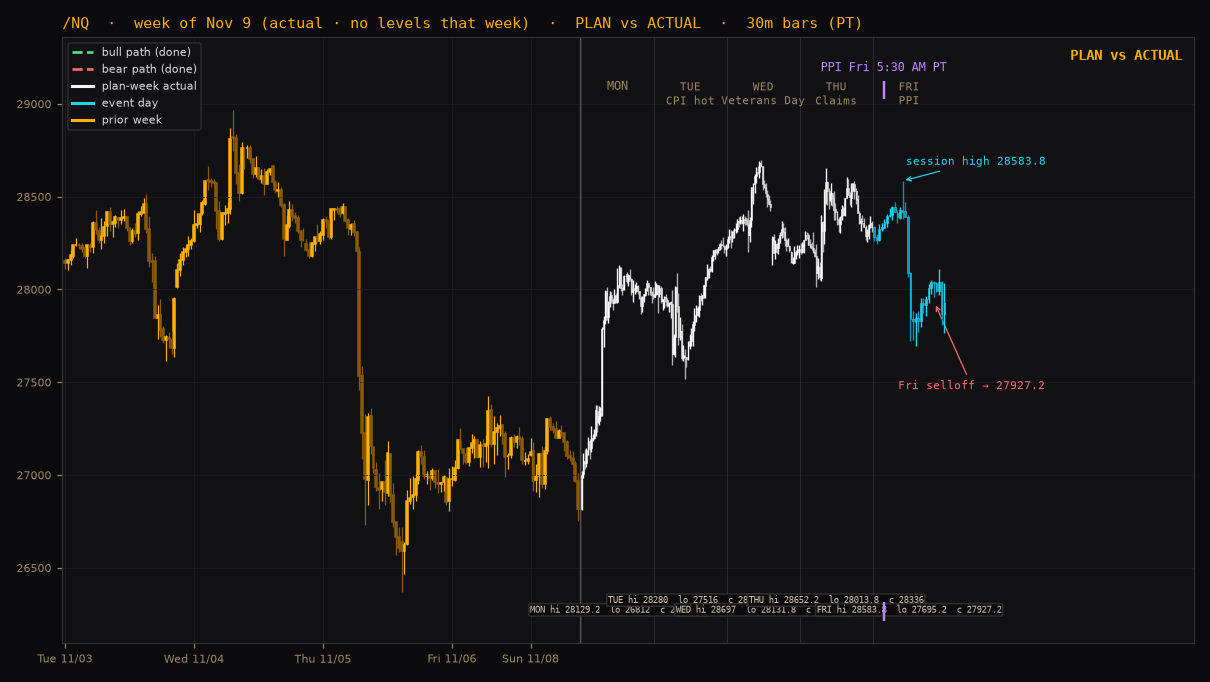 /NQ · week of Nov 9 (actual · no levels that week) · PLAN vs ACTUAL · 30m bars (PT)
bull path (done)
bear path (done)
plan-week actual
event day
prior week
PLAN vs ACTUAL
PPI Fri 5:30 AM PT
MON
TUE
WED
THU
FRI
CPI hot
Veterans Day
Claims
PPI
session high 28583.8
Fri selloff → 27927.2
29000
28500
28000
27500
27000
26500
TUE hi 28280 lo 27516 c 28
THU hi 28652.2 lo 28013.8 c 28336
MON hi 28129.2 lo 26812 c 2
WED hi 28697 lo 28131.8 c
FRI hi 28583.8 lo 27695.2 c 27927.2
Tue 11/03
Wed 11/04
Thu 11/05
Fri 11/06
Sun 11/08